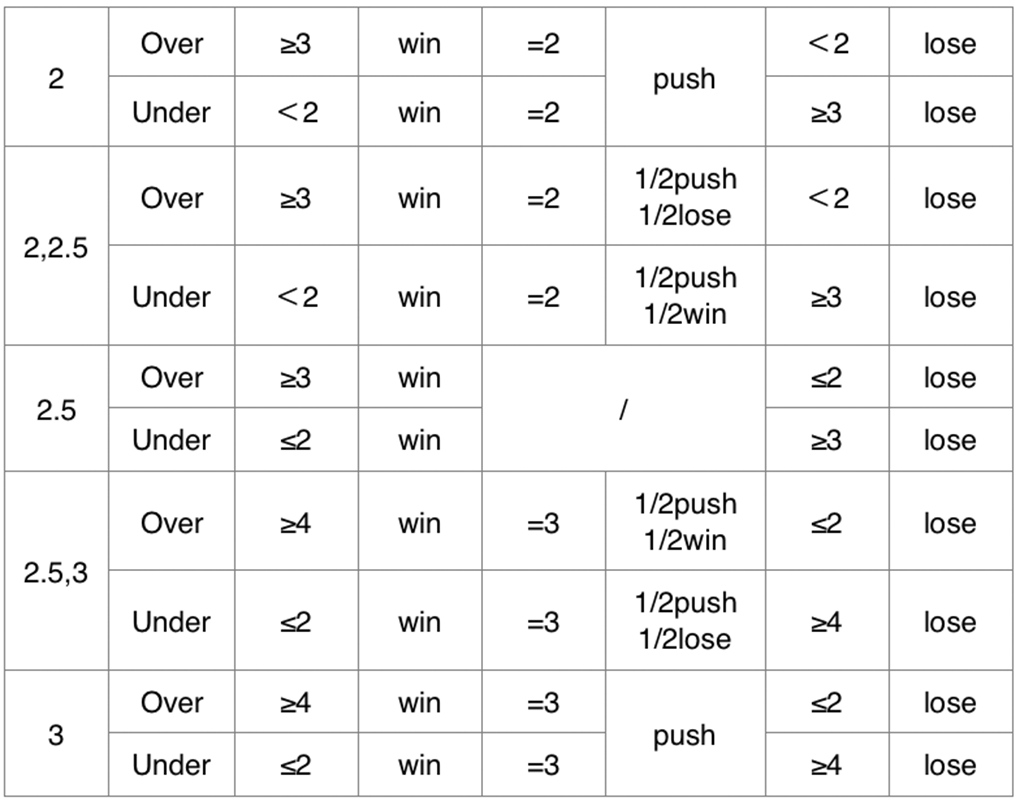 2
Over ≥3 win =2 push <2 lose
Under <2 win =2 ≥3 lose
2,2.5
Over ≥3 win =2 1/2push
1/2lose <2 lose
Under <2 win =2 1/2push
1/2win ≥3 lose
2.5
Over ≥3 win / ≤2 lose
Under ≤2 win ≥3 lose
2.5,3
Over ≥4 win =3 1/2push
1/2win ≤2 lose
Under ≤2 win =3 1/2push
1/2lose ≥4 lose
3
Over ≥4 win =3 push ≤2 lose
Under ≤2 win =3 ≥4 lose